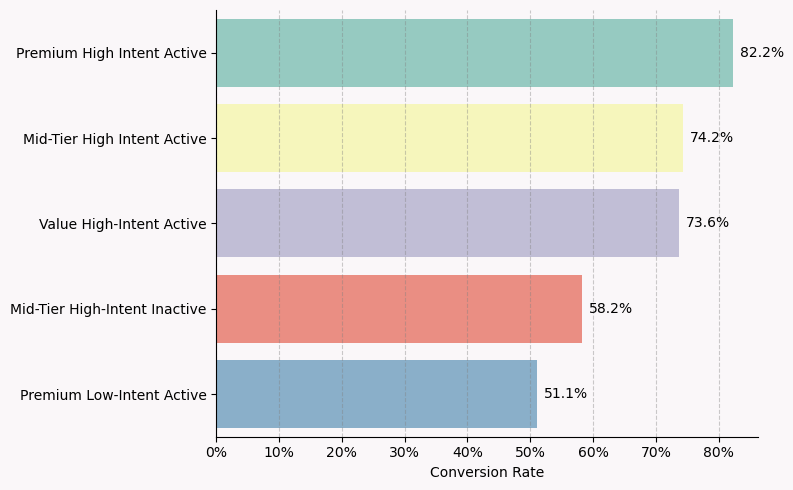 Premium High Intent Active
82.2%
Mid-Tier High Intent Active
74.2%
Value High-Intent Active
73.6%
Mid-Tier High-Intent Inactive
58.2%
Premium Low-Intent Active
51.1%
0% 10% 20% 30% 40% 50% 60% 70% 80%
Conversion Rate